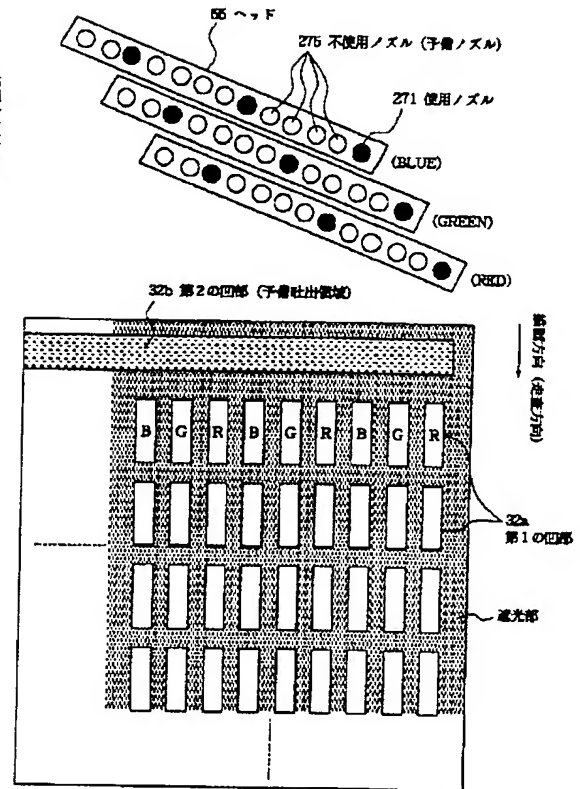 55 ヘッド
275 不使用ノズル (予備ノズル)
271 使用ノズル
(BLUE)
(GREEN)
(RED)
32b 第2の凹部 (予備吐出領域)
B G R B G R B G R
32a
第1の凹部
遮光部